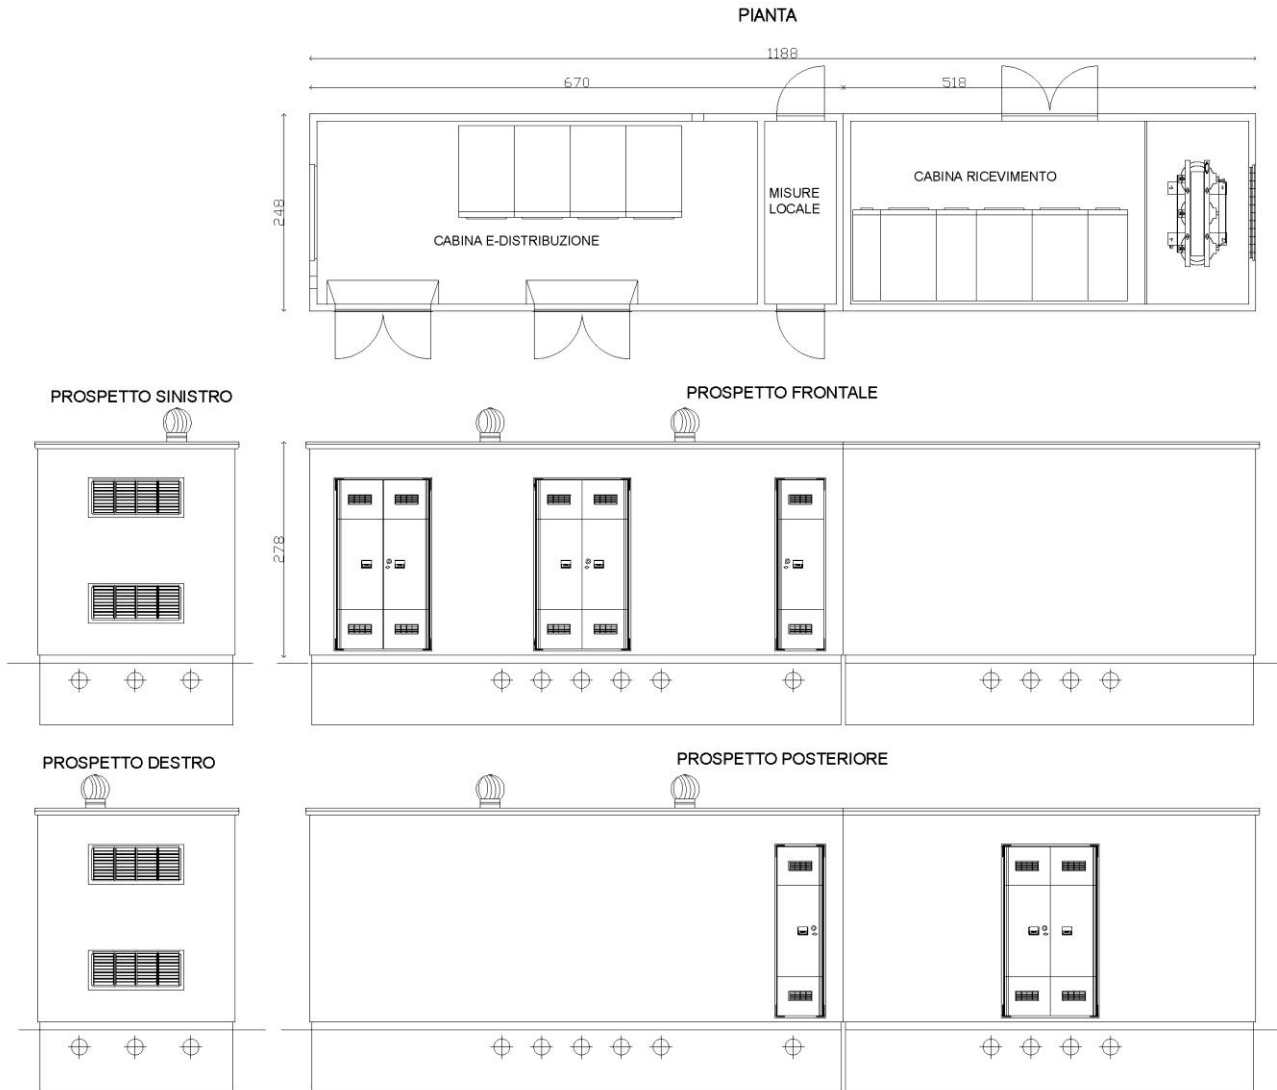 PIANTA
1188
670
518
248
CABINA E-DISTRIBUZIONE
MISURE
LOCALE
CABINA RICEVIMENTO
PROSPETTO SINISTRO
PROSPETTO FRONTALE
278
PROSPETTO DESTRO
PROSPETTO POSTERIORE